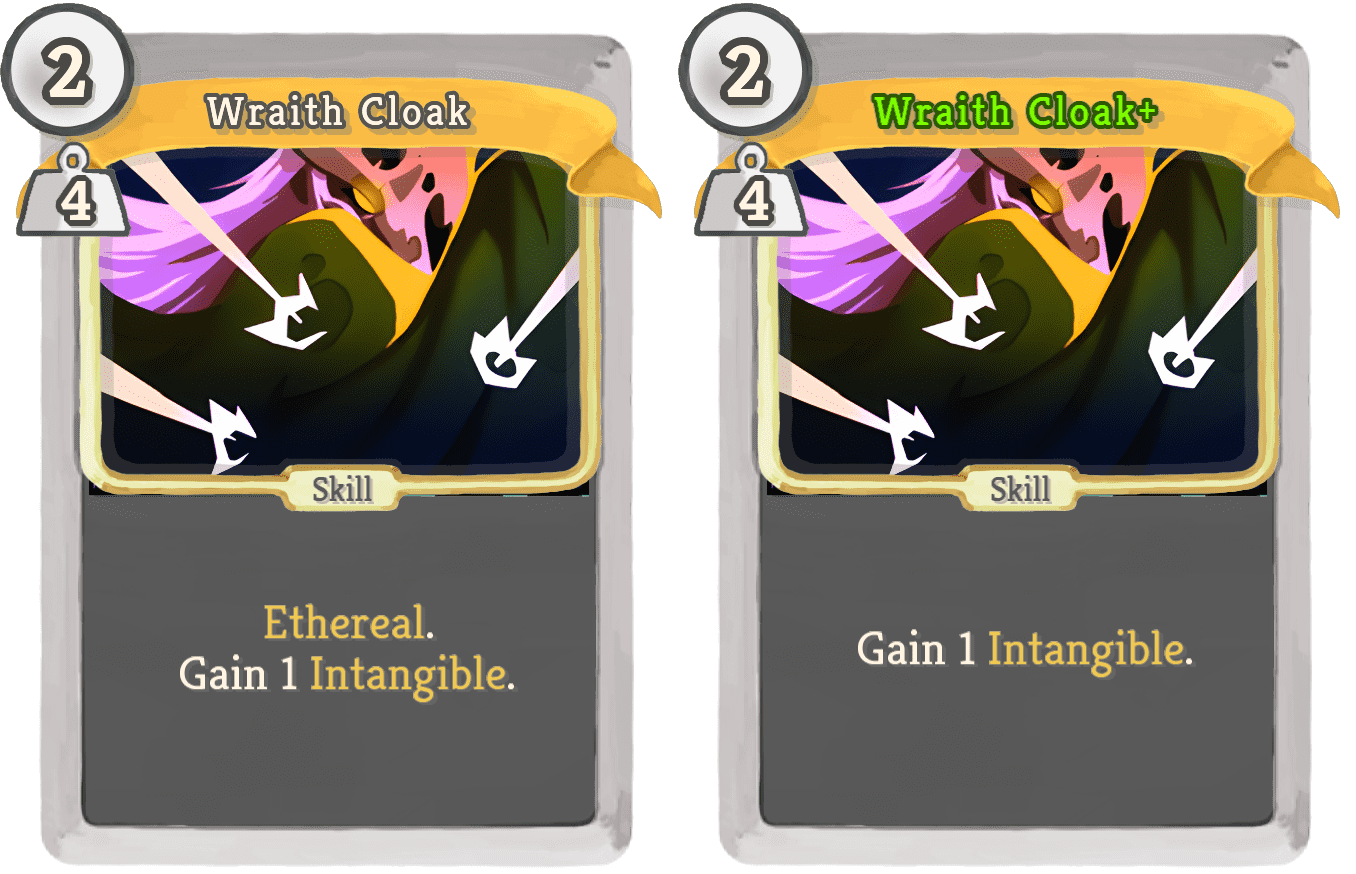 2
Wraith Cloak
4
Skill
Ethereal.
Gain 1 Intangible.
2
Wraith Cloak+
4
Skill
Gain 1 Intangible.